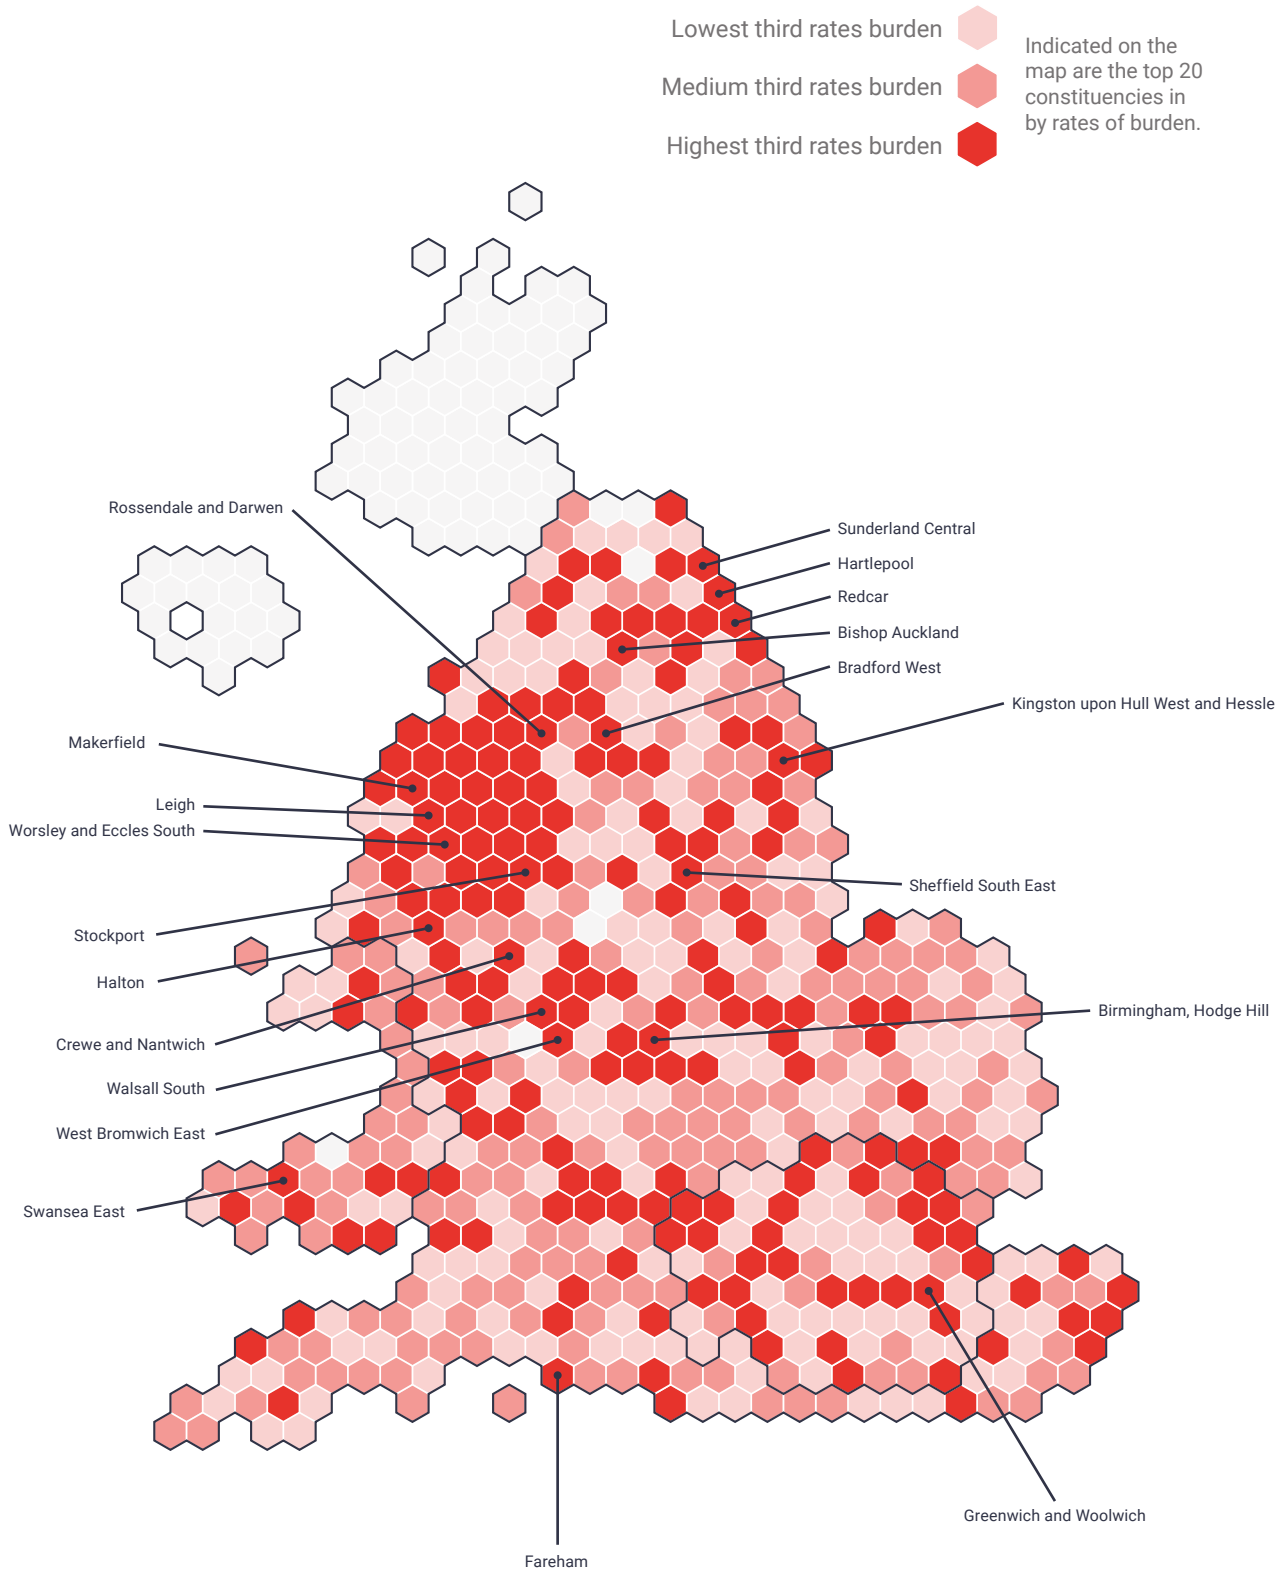 Lowest third rates burden
Medium third rates burden
Highest third rates burden
Indicated on the
map are the top 20
constituencies in
by rates of burden.
Rossendale and Darwen
Sunderland Central
Hartlepool
Redcar
Bishop Auckland
Bradford West
Kingston upon Hull West and Hessle
Makerfield
Leigh
Worsley and Eccles South
Sheffield South East
Stockport
Halton
Birmingham, Hodge Hill
Crewe and Nantwich
Walsall South
West Bromwich East
Swansea East
Greenwich and Woolwich
Fareham